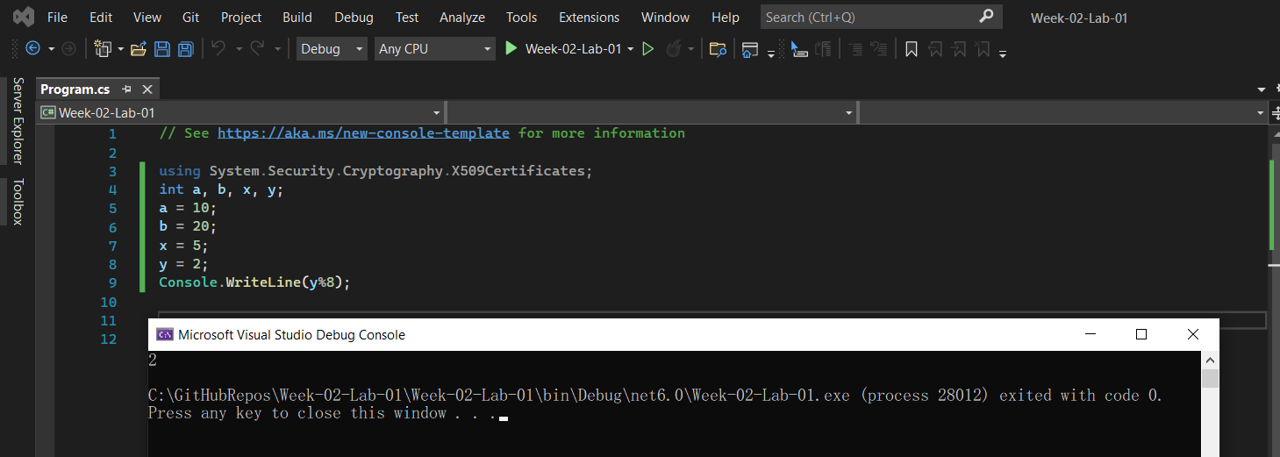 File Edit View Git Project Build Debug Test Analyze Tools Extensions Window Help Search (Ctrl+Q) Week-02-Lab-01
Debug Any CPU Week-02-Lab-01
Server Explorer
Toolbox
Program.cs
C# Week-02-Lab-01
1 // See https://aka.ms/new-console-template for more information
2
3 using System.Security.Cryptography.X509Certificates;
4 int a, b, x, y;
5 a = 10;
6 b = 20;
7 x = 5;
8 y = 2;
9 Console.WriteLine(y%8);
10
11
12
C:\ Microsoft Visual Studio Debug Console
2
C:\GitHubRepos\Week-02-Lab-01\Week-02-Lab-01\bin\Debug\net6.0\Week-02-Lab-01.exe (process 28012) exited with code 0.
Press any key to close this window . . .